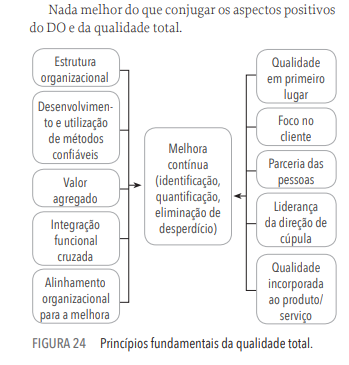 Nada melhor do que conjugar os aspectos positivos
do DO e da qualidade total.
Estrutura
organizacional
Desenvolvimen-
to e utilização
de métodos
confiáveis
Valor
agregado
Integração
funcional
cruzada
Alinhamento
organizacional
para a melhora
Melhora
contínua
(identificação,
quantificação,
eliminação de
desperdício)
Qualidade
em primeiro
lugar
Foco no
cliente
Parceria das
pessoas
Liderança
da direção de
cúpula
Qualidade
incorporada
ao produto/
serviço
FIGURA 24 Princípios fundamentais da qualidade total.